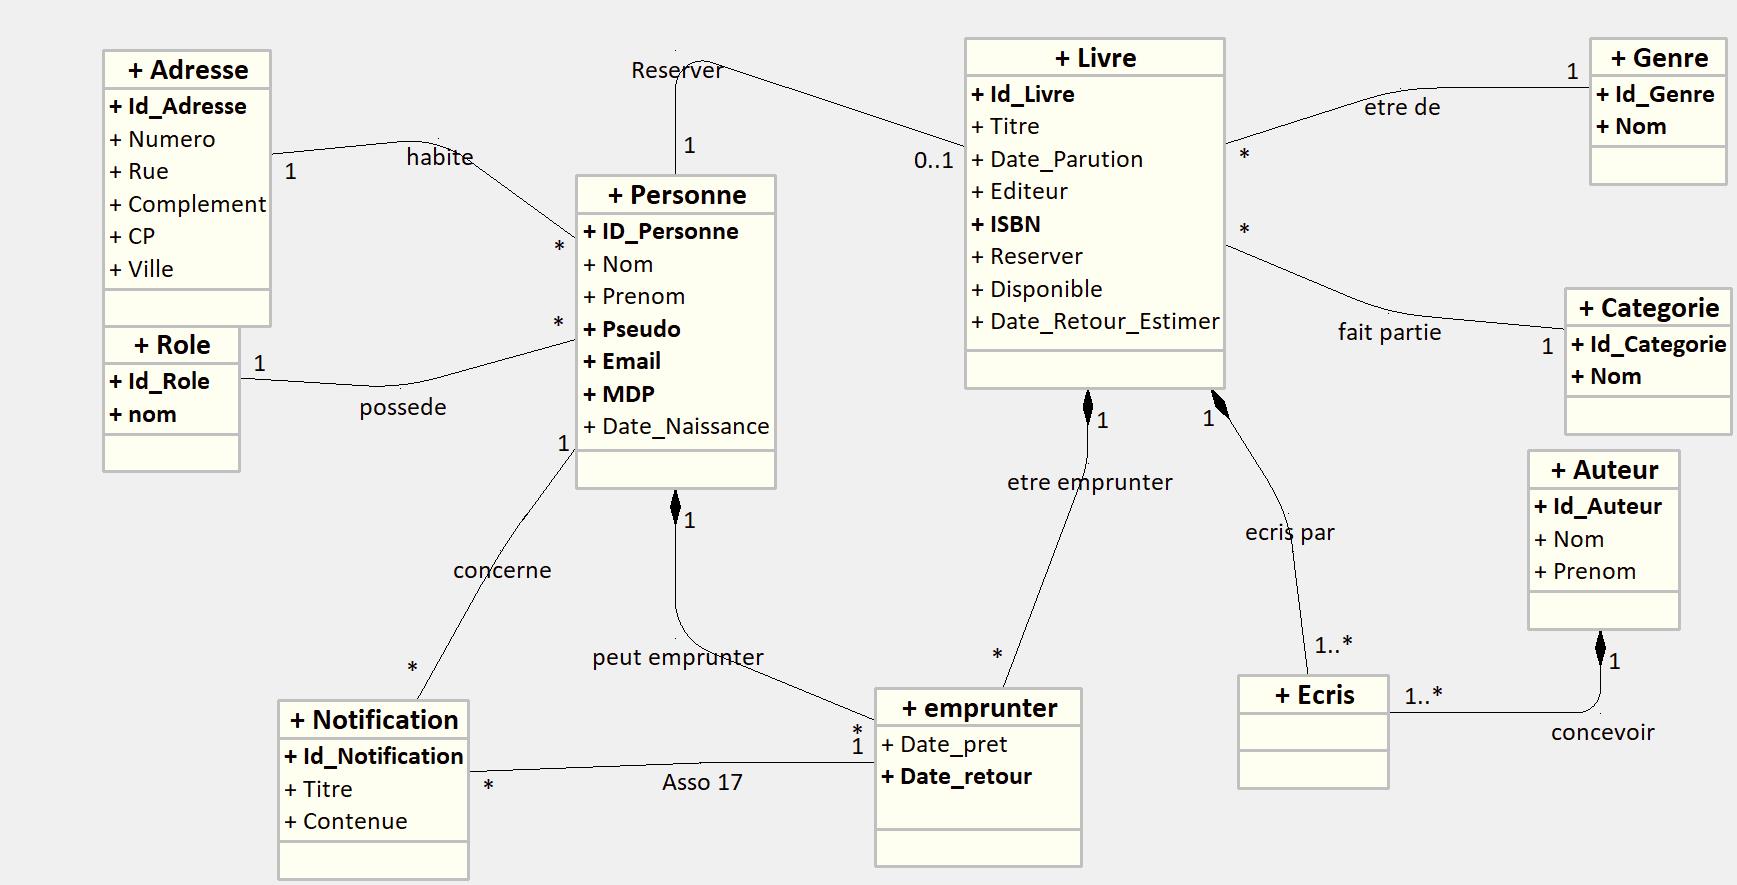 + Adresse
+ Id_Adresse
+ Numero
+ Rue
+ Complement
+ CP
+ Ville
+ Role
+ Id_Role
+ nom
1
habite
*
1
possede
*
Reserver
1
0..1
+ Personne
+ ID_Personne
+ Nom
+ Prenom
+ Pseudo
+ Email
+ MDP
+ Date_Naissance
+ Livre
+ Id_Livre
+ Titre
+ Date_Parution
+ Editeur
+ ISBN
+ Reserver
+ Disponible
+ Date_Retour_Estimer
1
etre de
*
+ Genre
+ Id_Genre
+ Nom
*
fait partie
1
+ Categorie
+ Id_Categorie
+ Nom
+ Auteur
+ Id_Auteur
+ Nom
+ Prenom
1
concerne
*
1
peut emprunter
*
1
etre emprunter
*
1
ecris par
1..*
+ Ecris
1..*
1
concevoir
+ Notification
+ Id_Notification
+ Titre
+ Contenue
*
Asso 17
1
+ emprunter
+ Date_pret
+ Date_retour